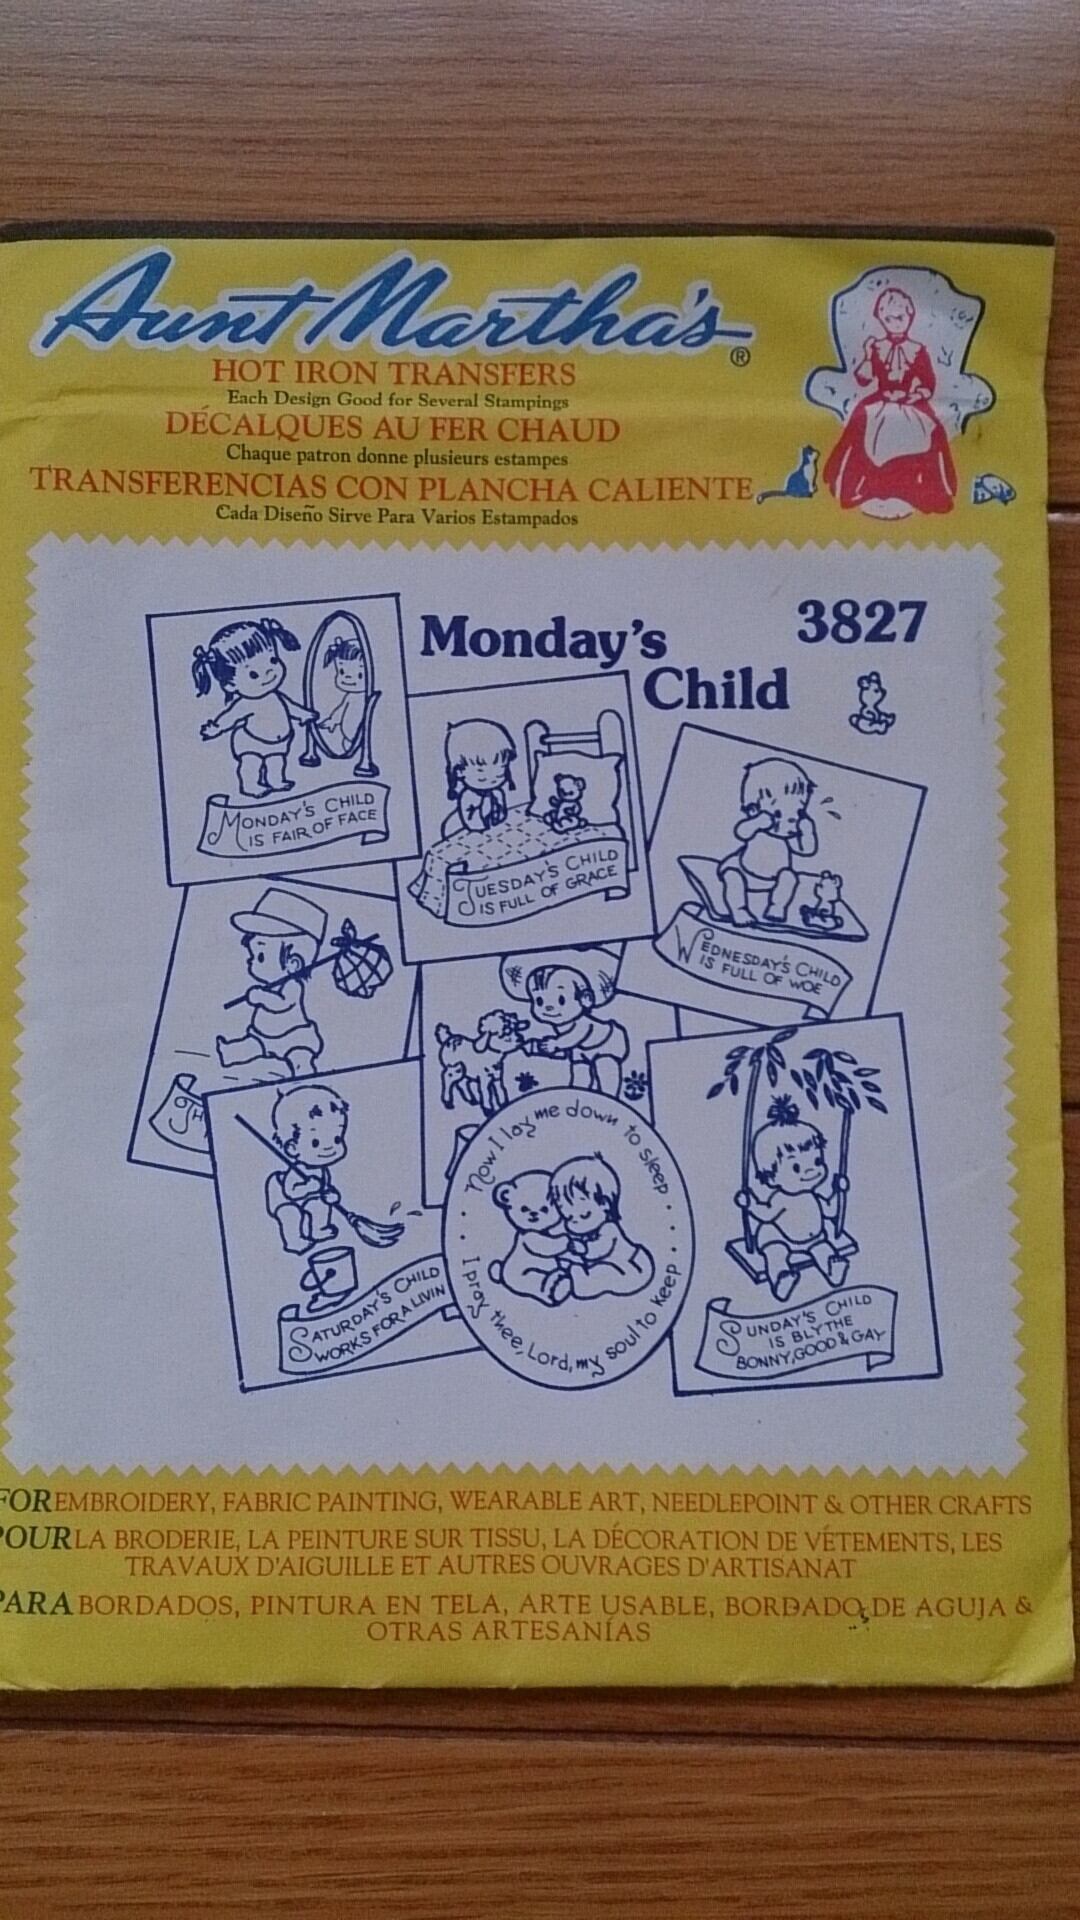 Aunt Martha's®
HOT IRON TRANSFERS
Each Design Good for Several Stampings
DÉCALQUES AU FER CHAUD
Chaque patron donne plusieurs estampes
TRANSFERENCIAS CON PLANCHA CALIENTE
Cada Diseño Sirve Para Varios Estampados
Monday's
Child
3827
MONDAY'S CHILD
IS FAIR OF FACE
TUESDAY'S CHILD
IS FULL OF GRACE
WEDNESDAY'S CHILD
IS FULL OF WOE
TH
SATURDAY'S CHILD
WORKS FOR A LIVIN
Now I lay me down to sleep...
I pray thee, Lord, my soul to keep...
SUNDAY'S CHILD
IS BLYTHE
BONNY, GOOD & GAY
FOR EMBROIDERY, FABRIC PAINTING, WEARABLE ART, NEEDLEPOINT & OTHER CRAFTS
POUR LA BRODERIE, LA PEINTURE SUR TISSU, LA DÉCORATION DE VÉTEMENTS, LES
TRAVAUX D'AIGUILLE ET AUTRES OUVRAGES D'ARTISANAT
PARA BORDADOS, PINTURA EN TELA, ARTE USABLE, BORDADO DE AGUJA &
OTRAS ARTESANÍAS